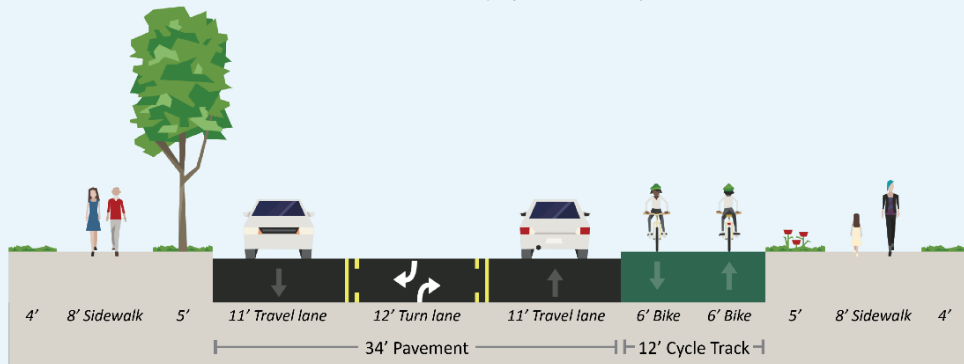 4’ 8’ Sidewalk 5’ 11’ Travel lane 12’ Turn lane 11’ Travel lane 6’ Bike 6’ Bike 5’ 8’ Sidewalk 4’
34’ Pavement 12’ Cycle Track